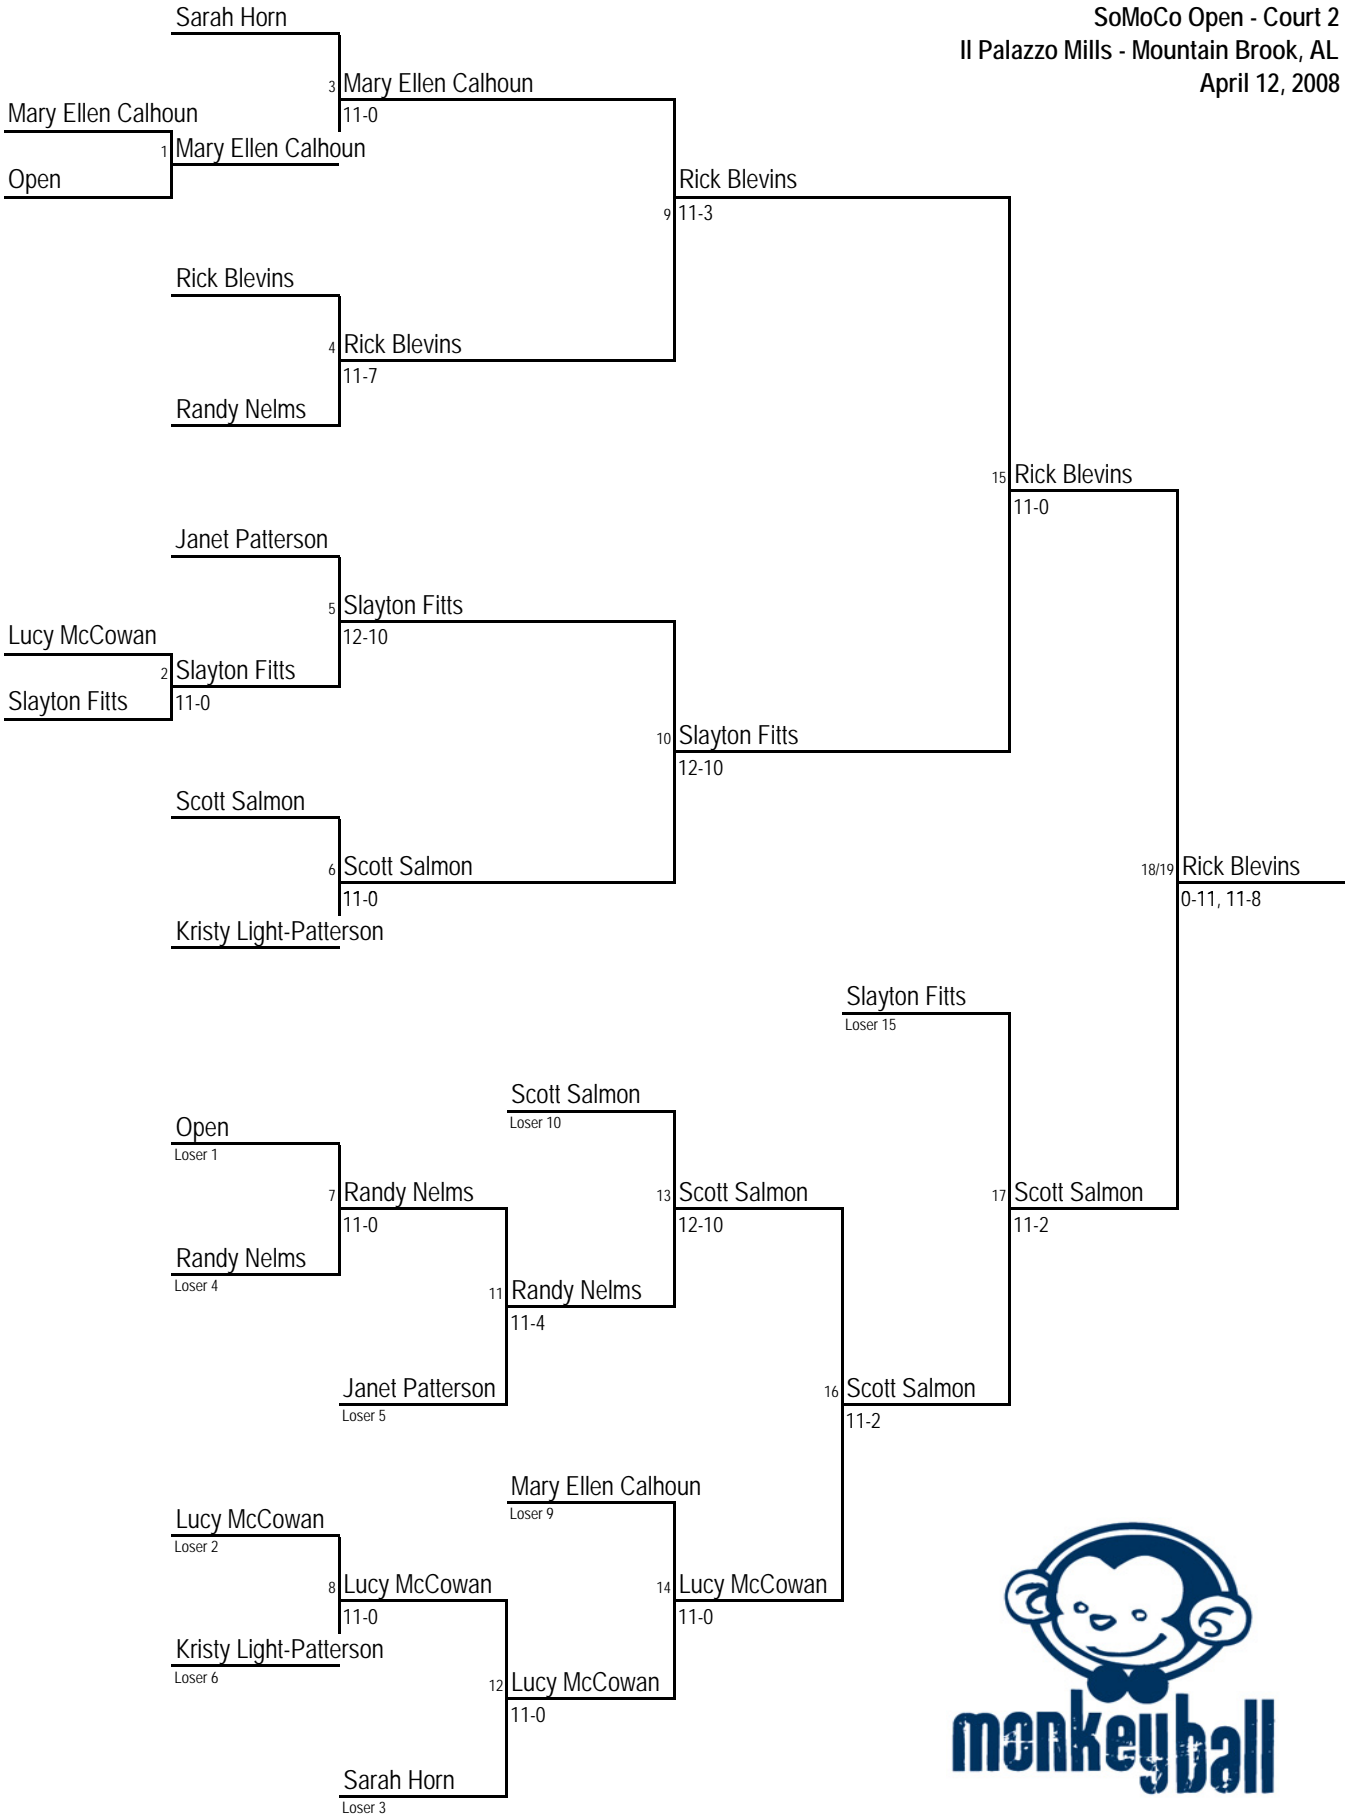 Sarah Horn
SoMoCo Open - Court 2
Il Palazzo Mills - Mountain Brook, AL
April 12, 2008
3 Mary Ellen Calhoun
11-0
Mary Ellen Calhoun
1 Mary Ellen Calhoun
Open
Rick Blevins
9 11-3
Rick Blevins
4 Rick Blevins
11-7
Randy Nelms
15 Rick Blevins
11-0
Janet Patterson
5 Slayton Fitts
12-10
Lucy McCowan
2 Slayton Fitts
11-0
Slayton Fitts
10 Slayton Fitts
12-10
Scott Salmon
6 Scott Salmon
11-0
Kristy Light-Patterson
18/19 Rick Blevins
0-11, 11-8
Slayton Fitts
Loser 15
Scott Salmon
Loser 10
Open
Loser 1
7 Randy Nelms
11-0
Randy Nelms
Loser 4
13 Scott Salmon
12-10
17 Scott Salmon
11-2
11 Randy Nelms
11-4
Janet Patterson
Loser 5
16 Scott Salmon
11-2
Mary Ellen Calhoun
Loser 9
Lucy McCowan
Loser 2
8 Lucy McCowan
11-0
Kristy Light-Patterson
Loser 6
14 Lucy McCowan
11-0
12 Lucy McCowan
11-0
Sarah Horn
Loser 3
monkeyball